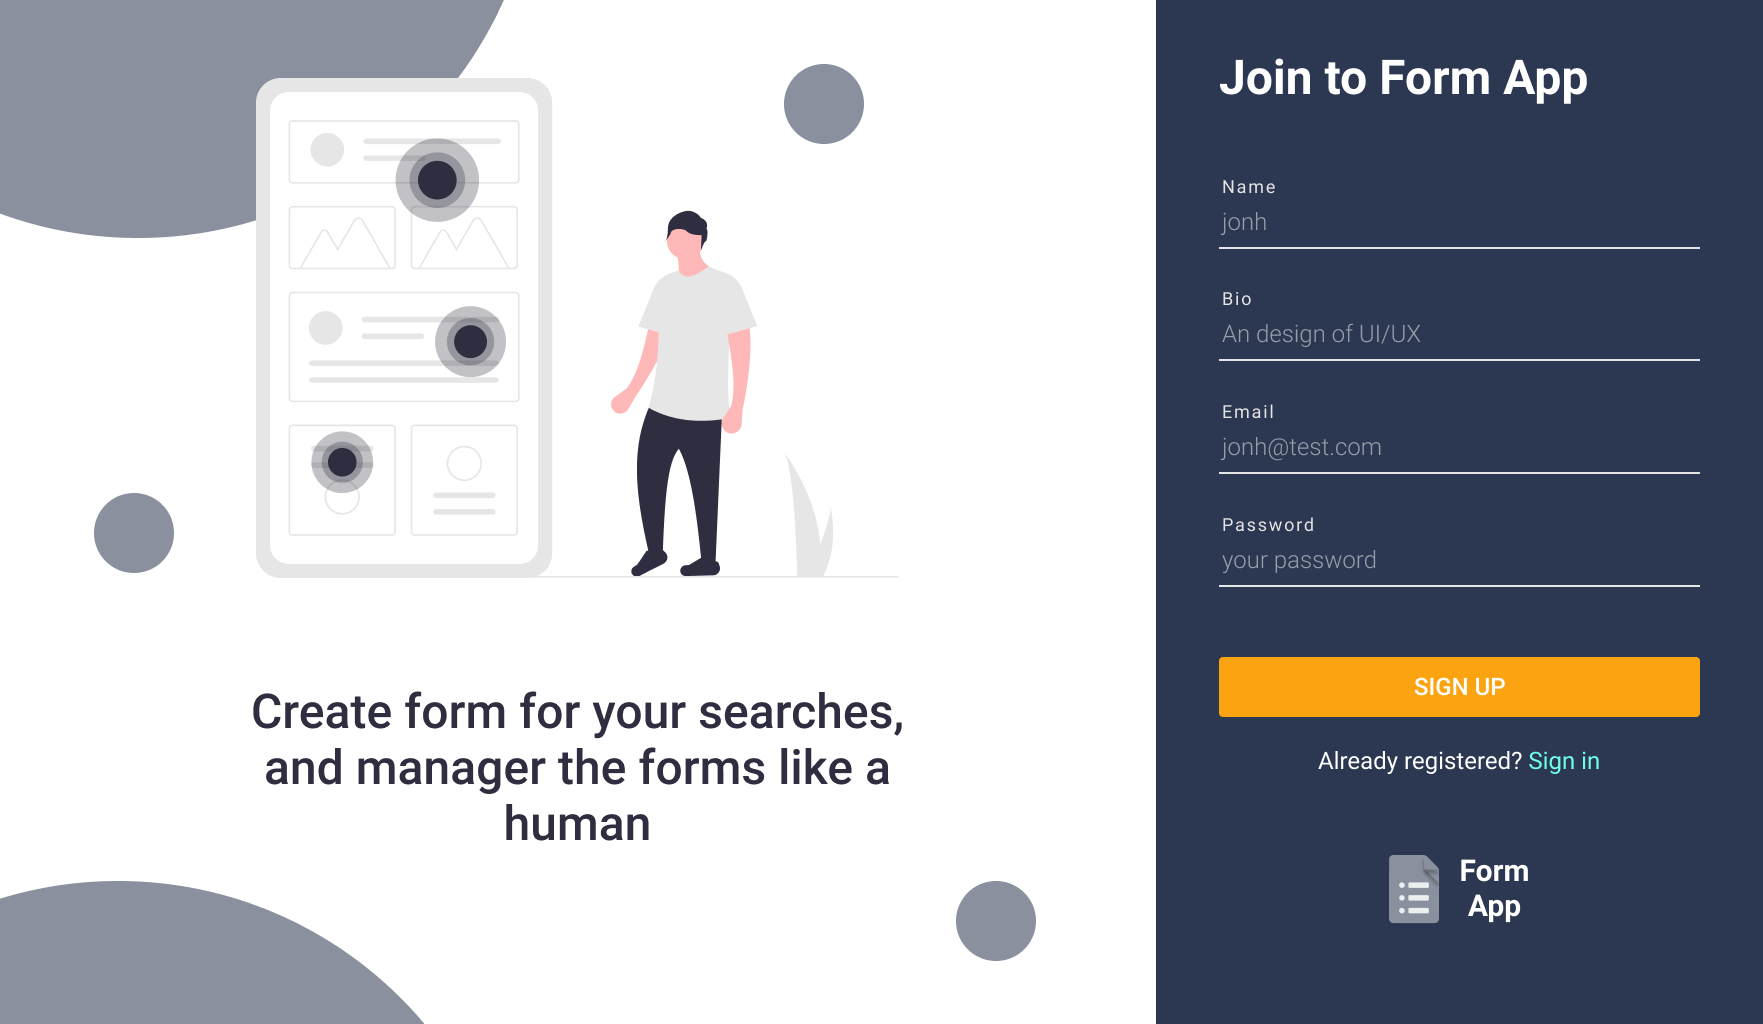 Create form for your searches,
and manager the forms like a
human
Join to Form App
Name
jonh
Bio
An design of UI/UX
Email
jonh@test.com
Password
your password
SIGN UP
Already registered? Sign in
Form
App